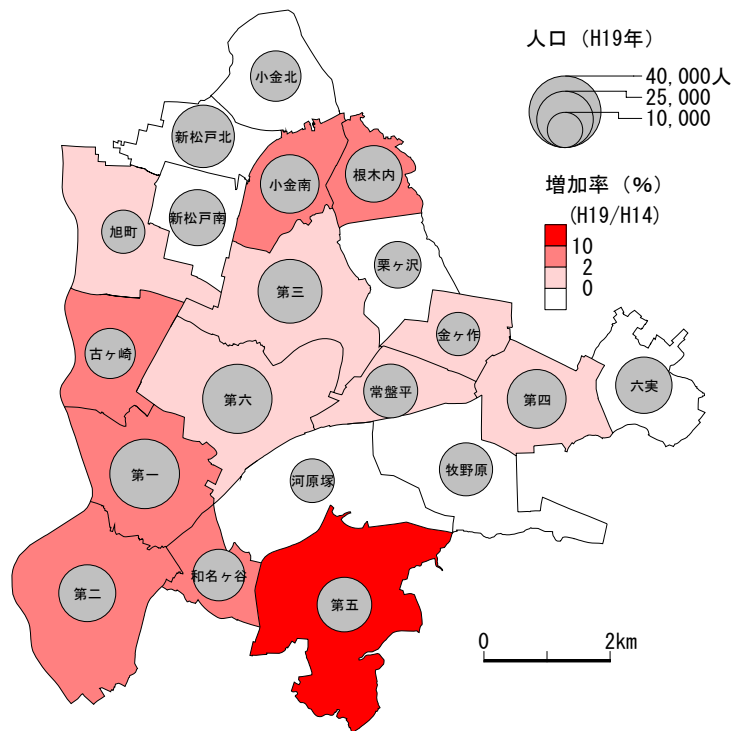 人口（H19年）
40,000人
25,000
10,000
増加率（%）
(H19/H14)
10
2
0
小金北
新松戸北
小金南
根木内
旭町
新松戸南
栗ヶ沢
第三
金ヶ作
古ヶ崎
第六
常盤平
第四
六実
第一
河原塚
牧野原
第二
和名ヶ谷
第五
0 2km